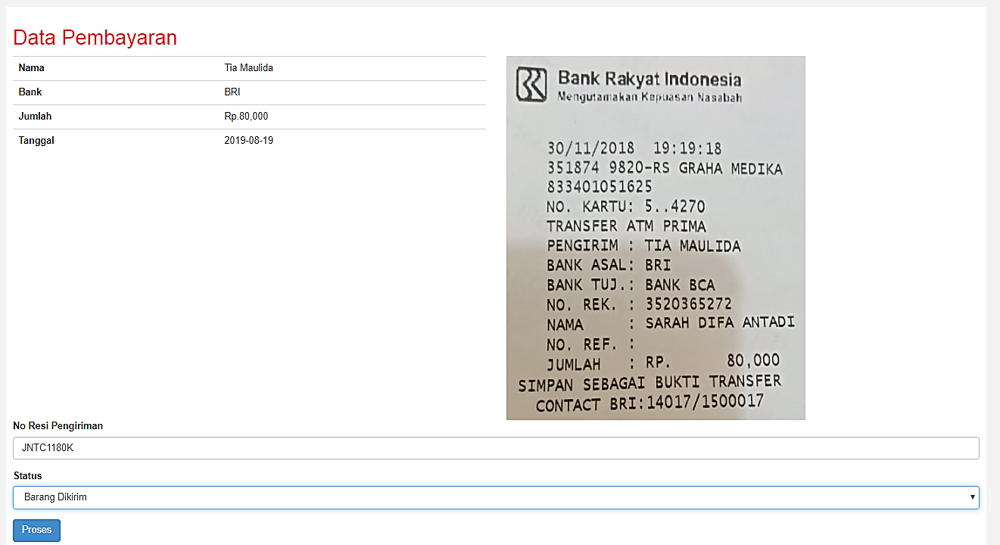 Data Pembayaran
Nama Tia Maulida
Bank BRI
Jumlah Rp.80,000
Tanggal 2019-08-19
Bank Rakyat Indonesia
Mengutamakan Kepuasan Nasabah
30/11/2018 19:19:18
351874 9820-RS GRAHA MEDIKA
833401051625
NO. KARTU: 5..4270
TRANSFER ATM PRIMA
PENGIRIM : TIA MAULIDA
BANK ASAL: BRI
BANK TUJ.: BANK BCA
NO. REK. : 3520365272
NAMA : SARAH DIFA ANTADI
NO. REF. :
JUMLAH : RP. 80,000
SIMPAN SEBAGAI BUKTI TRANSFER
CONTACT BRI:14017/1500017
No Resi Pengiriman
JNTC1180K
Status
Barang Dikirim
Proses